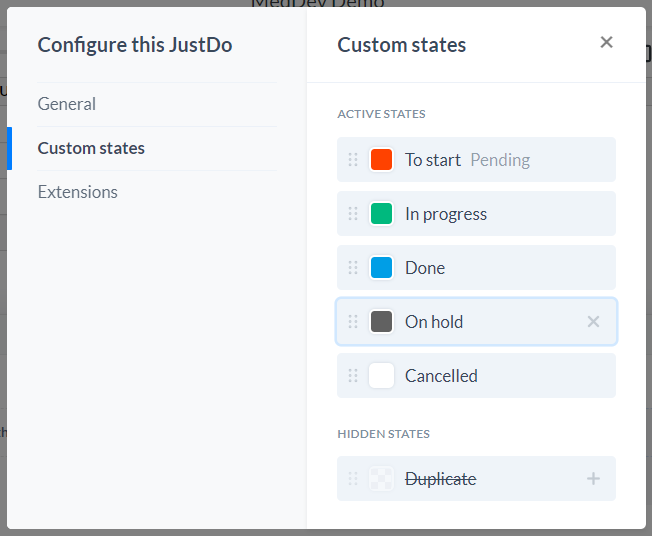 MedDev Demo
Configure this JustDo
General
Custom states
Extensions
Custom states
ACTIVE STATES
To start Pending
In progress
Done
On hold
Cancelled
HIDDEN STATES
Duplicate